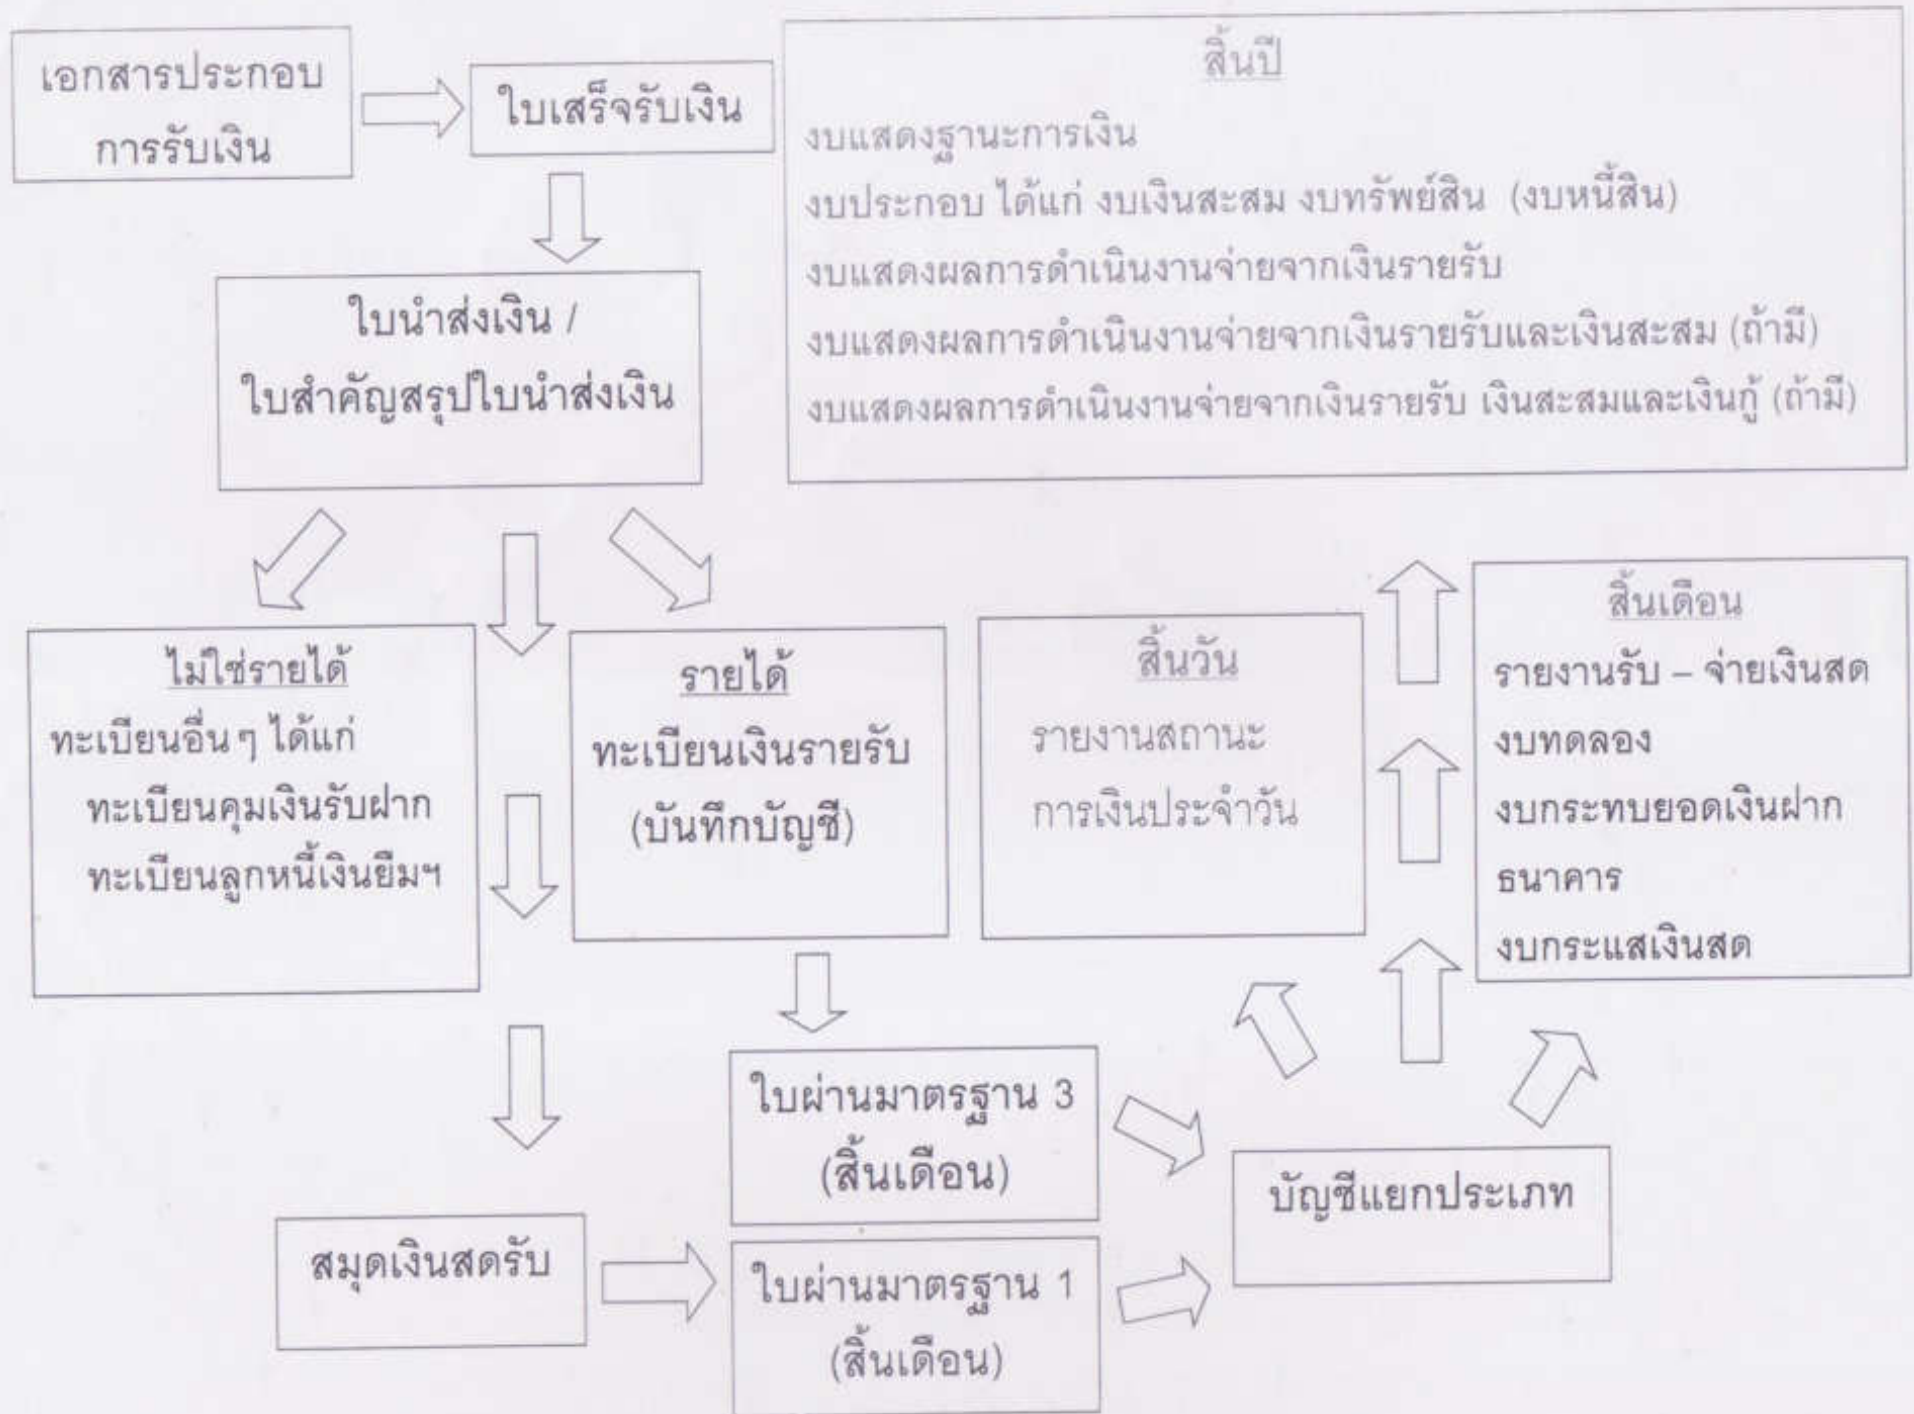 เอกสารประกอบ
การรับเงิน
ใบเสร็จรับเงิน
สิ้นปี
งบแสดงฐานะการเงิน
งบประกอบ ได้แก่ งบเงินสะสม งบทรัพย์สิน (งบหนี้สิน)
งบแสดงผลการดำเนินงานจ่ายจากเงินรายรับ
งบแสดงผลการดำเนินงานจ่ายจากเงินรายรับและเงินสะสม (ถ้ามี)
งบแสดงผลการดำเนินงานจ่ายจากเงินรายรับ เงินสะสมและเงินกู้ (ถ้ามี)
ใบนำส่งเงิน /
ใบสำคัญสรุปใบนำส่งเงิน
ไม่ใช่รายได้
ทะเบียนอื่นๆ ได้แก่
ทะเบียนคุมเงินรับฝาก
ทะเบียนลูกหนี้เงินยืมฯ
รายได้
ทะเบียนเงินรายรับ
(บันทึกบัญชี)
สิ้นวัน
รายงานสถานะ
การเงินประจำวัน
สิ้นเดือน
รายงานรับ – จ่ายเงินสด
งบทดลอง
งบกระทบยอดเงินฝาก
ธนาคาร
งบกระแสเงินสด
ใบผ่านมาตรฐาน 3
(สิ้นเดือน)
บัญชีแยกประเภท
สมุดเงินสดรับ
ใบผ่านมาตรฐาน 1
(สิ้นเดือน)